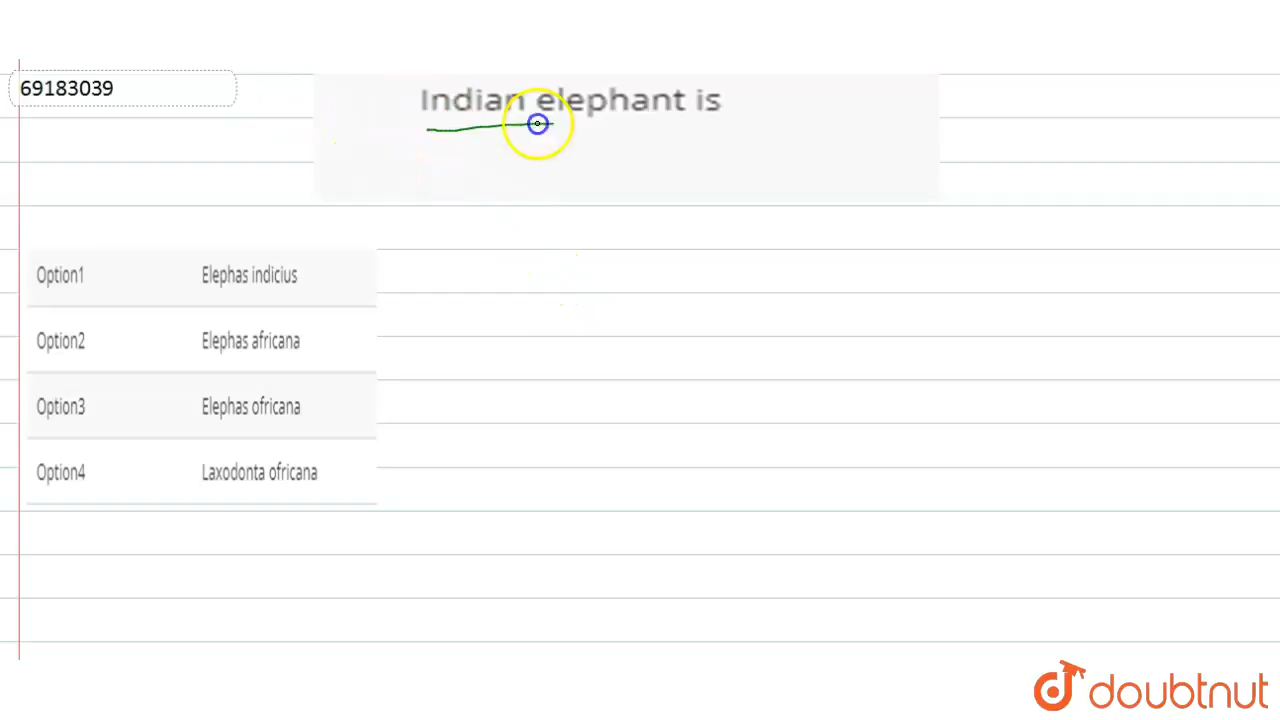 69183039
Indian elephant is
Option1 Elephas indicius
Option2 Elephas africana
Option3 Elephas ofricana
Option4 Laxodonta ofricana
doubtnut